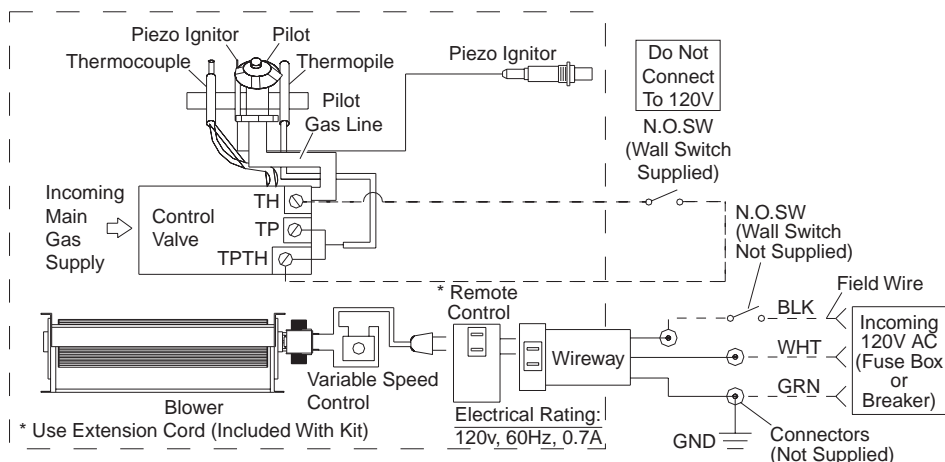 Piezo Ignitor
Pilot
Thermocouple
Thermopile
Pilot
Gas Line
Piezo Ignitor
Do Not
Connect
To 120V
N.O.SW
(Wall Switch
Supplied)
Incoming
Main
Gas
Supply
Control
Valve
TH
TP
TPTH
N.O.SW
(Wall Switch
Not Supplied)
Field Wire
BLK
WHT
GRN
Incoming
120V AC
(Fuse Box
or
Breaker)
* Remote
Control
Wireway
Variable Speed
Control
Blower
* Use Extension Cord (Included With Kit)
Electrical Rating:
120v, 60Hz, 0.7A
GND
Connectors
(Not Supplied)